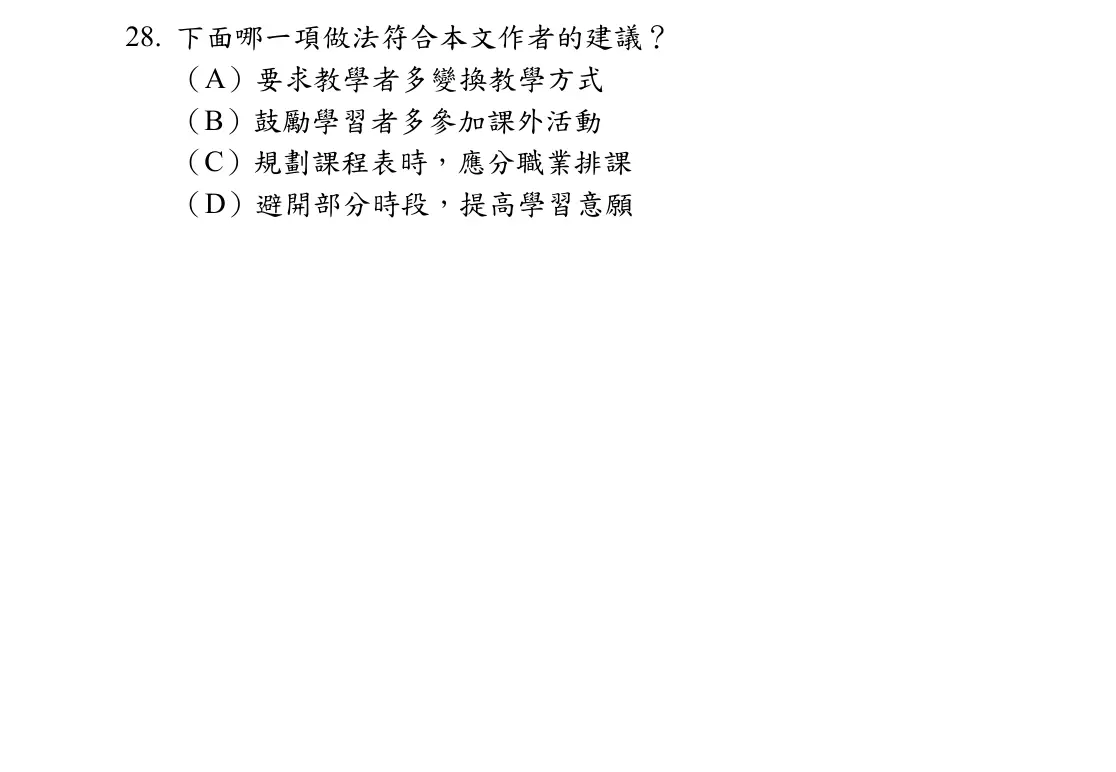 28. 下面哪一項做法符合本文作者的建議？
（A）要求教學者多變換教學方式
（B）鼓勵學習者多參加課外活動
（C）規劃課程表時，應分職業排課
（D）避開部分時段，提高學習意願